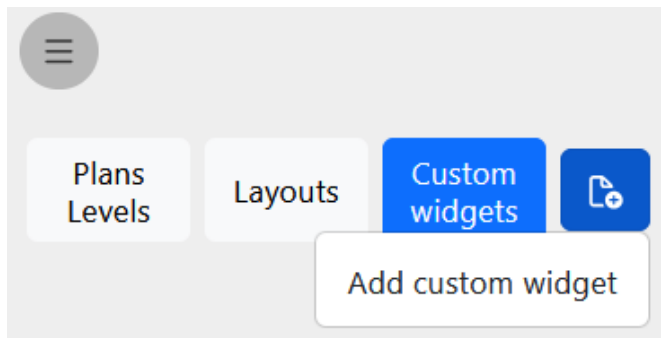 Plans
Levels
Layouts
Custom
widgets
Add custom widget